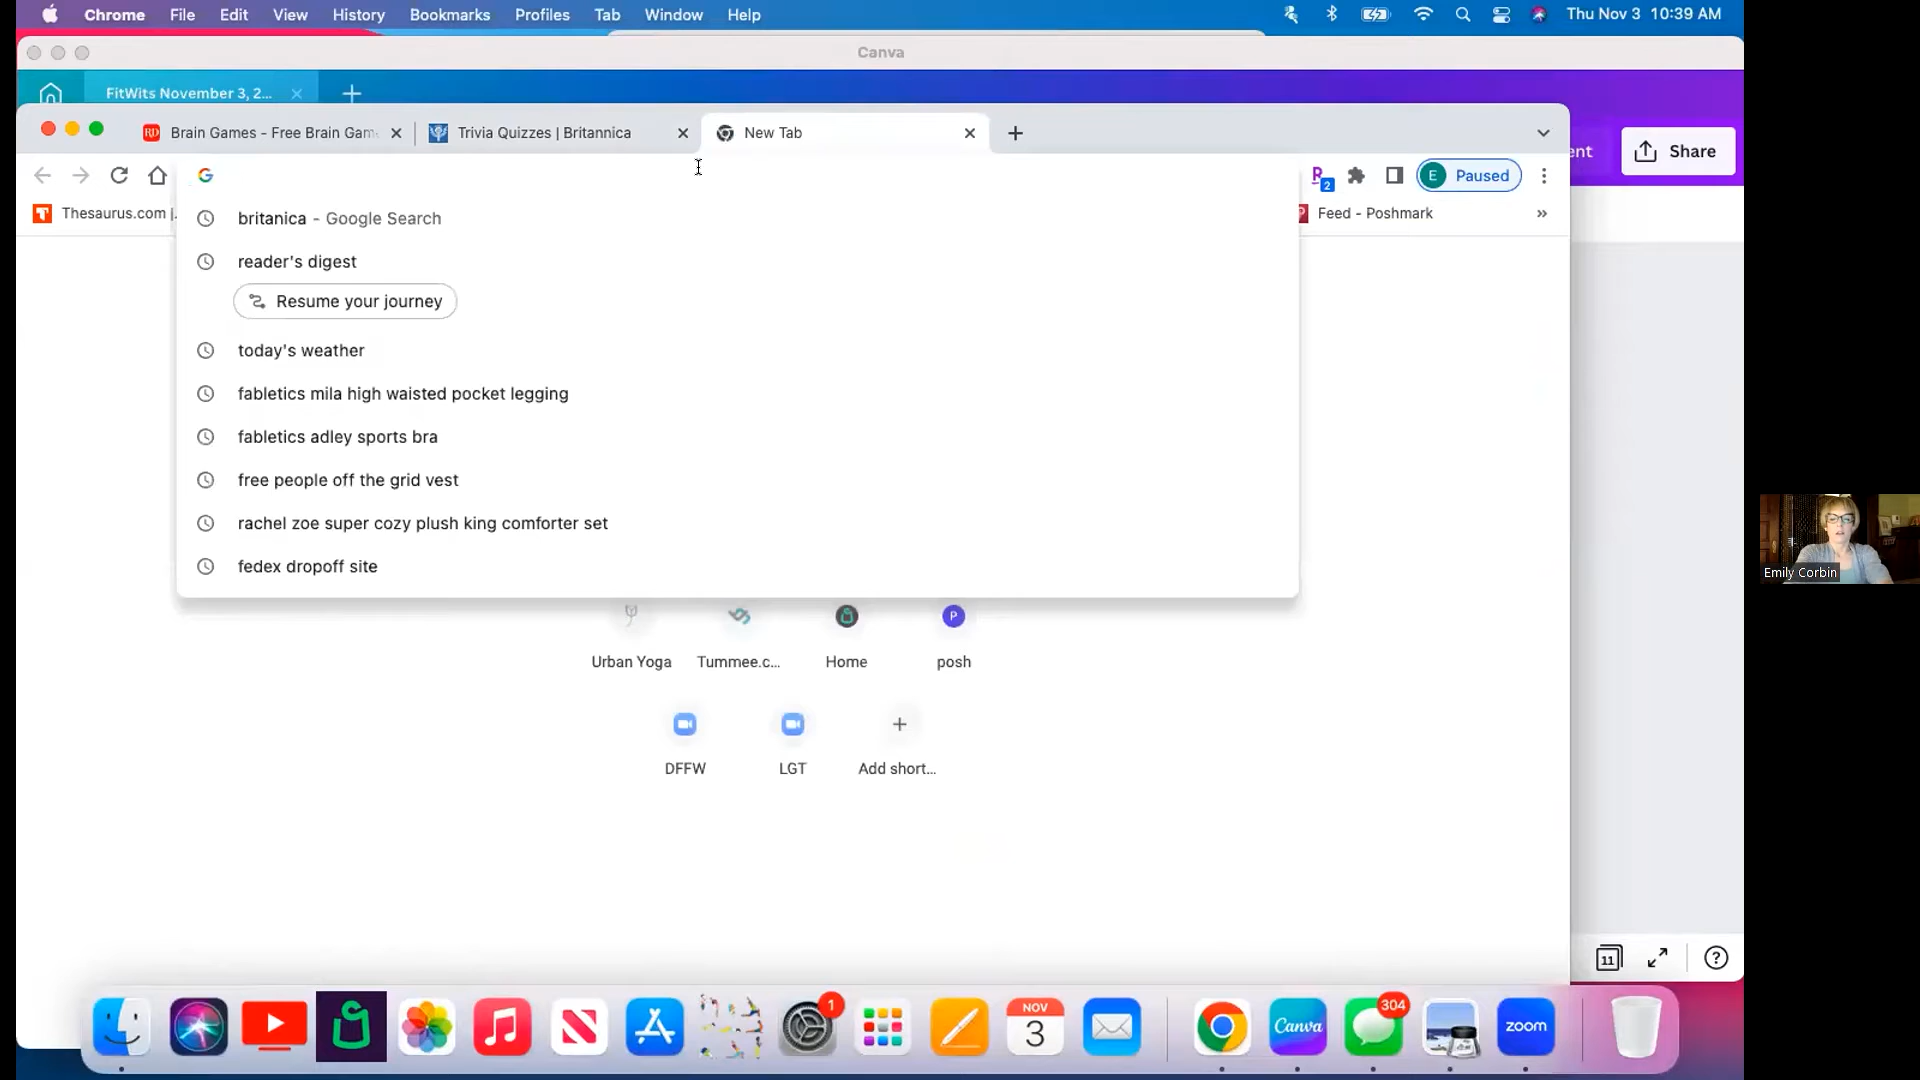 Chrome File Edit View History Bookmarks Profiles Tab Window Help Thu Nov 3 10:39 AM
Canva
FitWits November 3, 2...
Brain Games - Free Brain Gam
Trivia Quizzes | Britannica
New Tab
ent
Share
2
E Paused
Thesaurus.com |
Feed - Poshmark
britanica - Google Search
reader's digest
Resume your journey
today's weather
fabletics mila high waisted pocket legging
fabletics adley sports bra
free people off the grid vest
rachel zoe super cozy plush king comforter set
fedex dropoff site
Emily Corbin
P
Urban Yoga Tummee.c... Home posh
DFFW LGT Add short...
11
1
NOV
3
Canva
304
zoom